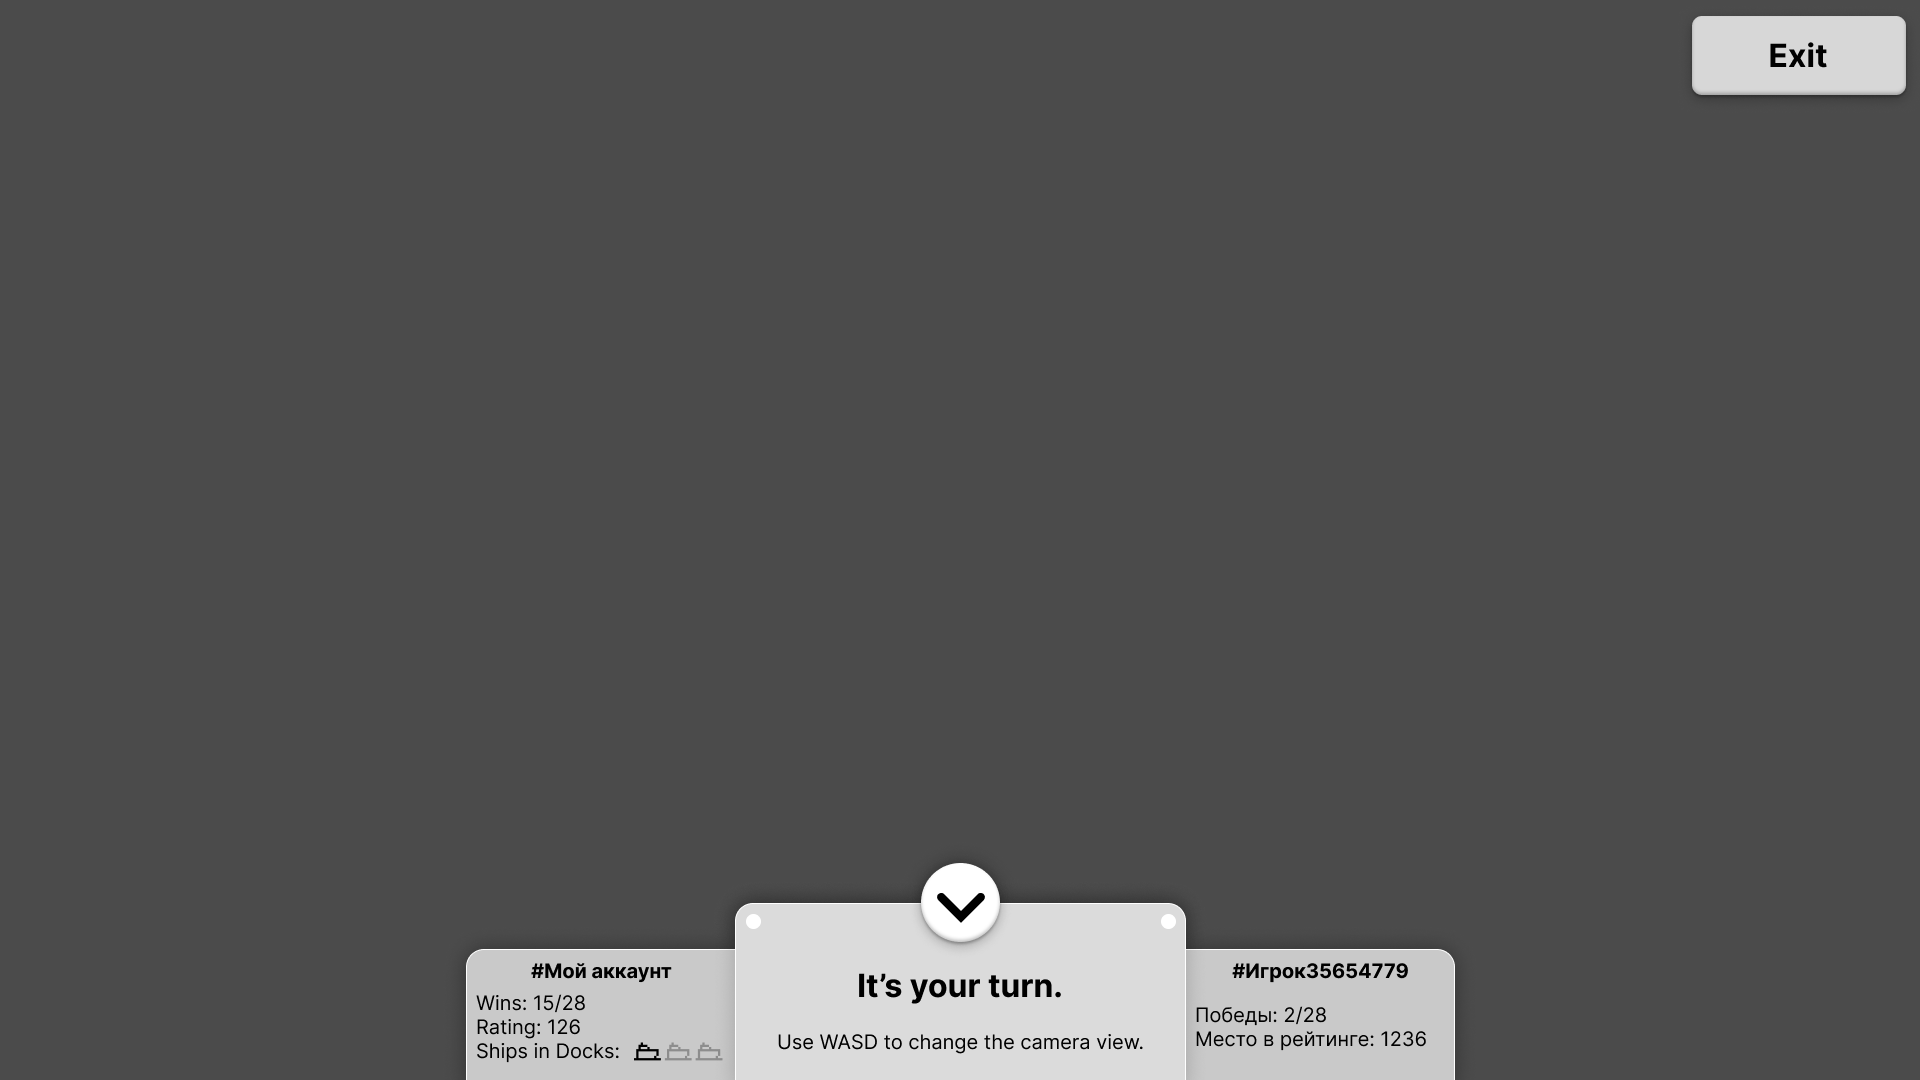 Exit
#Мой аккаунт
Wins: 15/28
Rating: 126
Ships in Docks:
It’s your turn.
Use WASD to change the camera view.
#Игрок35654779
Победы: 2/28
Место в рейтинге: 1236